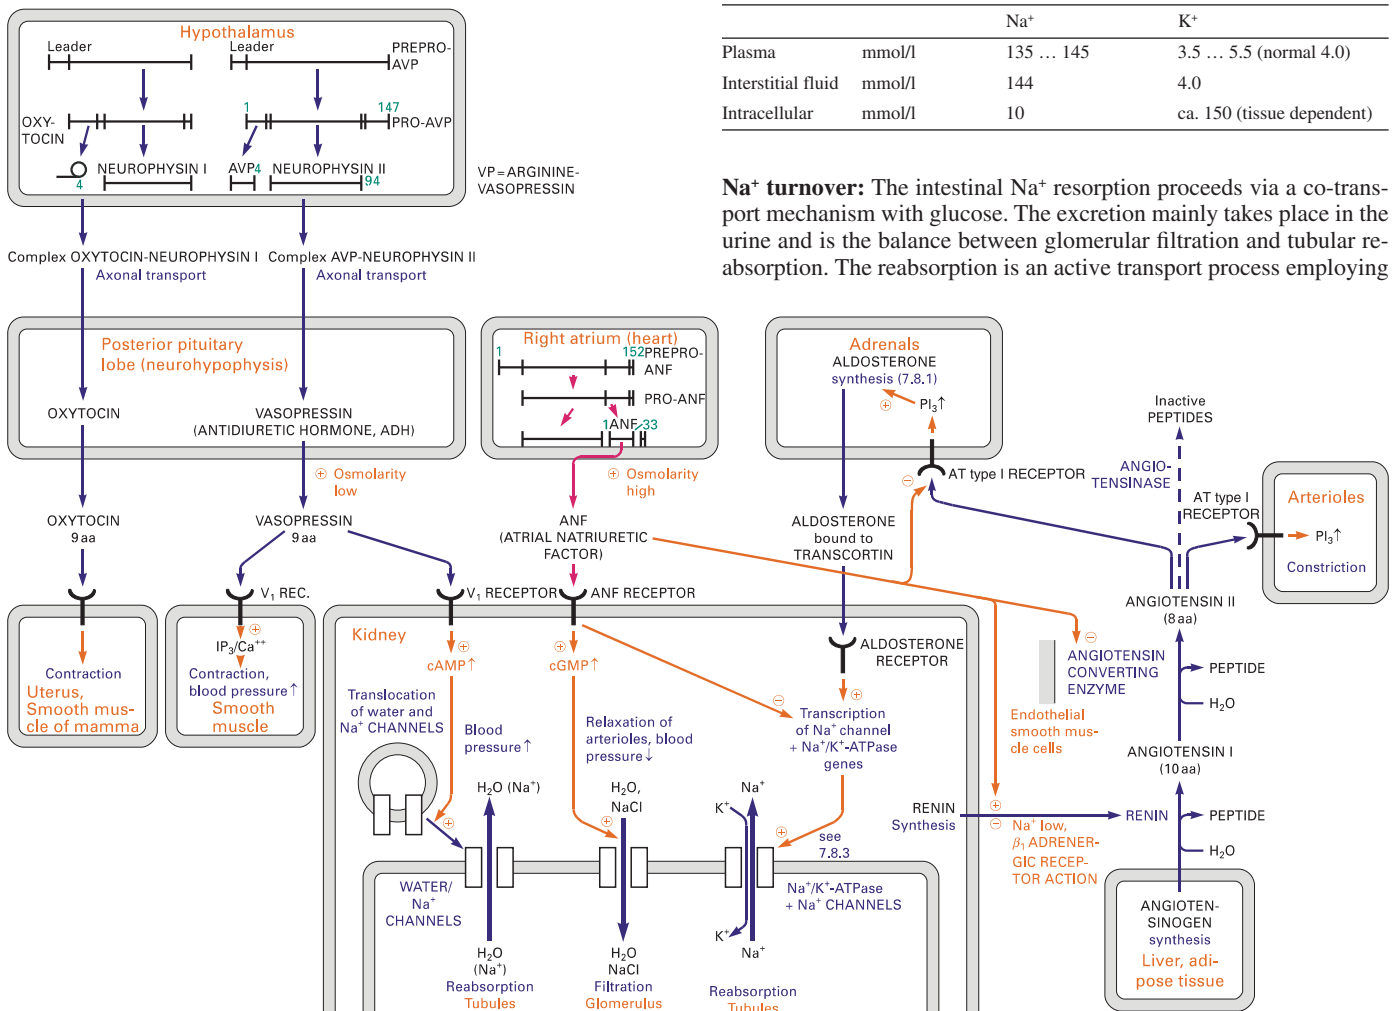 Na⁺ K⁺
Plasma mmol/l 135 … 145 3.5 … 5.5 (normal 4.0)
Interstitial fluid mmol/l 144 4.0
Intracellular mmol/l 10 ca. 150 (tissue dependent)
Na⁺ turnover: The intestinal Na⁺ resorption proceeds via a co-trans-
port mechanism with glucose. The excretion mainly takes place in the
urine and is the balance between glomerular filtration and tubular re-
absorption. The reabsorption is an active transport process employing
Hypothalamus
Leader
Leader
PREPRO-
AVP
OXY-
TOCIN
1
147
PRO-AVP
4
NEUROPHYSIN I
AVP
4
NEUROPHYSIN II
94
VP=ARGININE-
VASOPRESSIN
Complex OXYTOCIN-NEUROPHYSIN I
Axonal transport
Complex AVP-NEUROPHYSIN II
Axonal transport
Posterior pituitary
lobe (neurohypophysis)
OXYTOCIN
VASOPRESSIN
(ANTIDIURETIC HORMONE, ADH)
⊕ Osmolarity
low
OXYTOCIN
9 aa
VASOPRESSIN
9 aa
Right atrium (heart)
1
152
PREPRO-
ANF
PRO-ANF
1
ANF
33
⊕ Osmolarity
high
ANF
(ATRIAL NATRIURETIC
FACTOR)
Adrenals
ALDOSTERONE
synthesis (7.8.1)
⊕
PI₃↑
⊖
AT type I RECEPTOR
ALDOSTERONE
bound to
TRANSCORTIN
Inactive
PEPTIDES
ANGIO-
TENSINASE
AT type I
RECEPTOR
Arterioles
PI₃↑
Constriction
ANGIOTENSIN II
(8 aa)
PEPTIDE
H₂O
⊖
ANGIOTENSIN
CONVERTING
ENZYME
Endothelial
smooth mus-
cle cells
ANGIOTENSIN I
(10 aa)
PEPTIDE
H₂O
RENIN
Synthesis
RENIN
⊕
⊖
Na⁺ low,
β₁ ADRENER-
GIC RECEP-
TOR ACTION
ANGIOTEN-
SINOGEN
synthesis
Liver, adi-
pose tissue
Contraction
Uterus,
Smooth mus-
cle of mamma
V₁ REC.
⊕
IP₃/Ca⁺⁺
Contraction,
blood pressure↑
Smooth
muscle
V₁ RECEPTOR
ANF RECEPTOR
Kidney
⊕
cAMP↑
⊕
cGMP↑
ALDOSTERONE
RECEPTOR
⊖
⊕
Translocation
of water and
Na⁺ CHANNELS
Blood
pressure↑
Relaxation of
arterioles, blood
pressure↓
Transcription
of Na⁺ channel
+ Na⁺/K⁺-ATPase
genes
H₂O (Na⁺)
⊕
H₂O,
NaCl
⊕
K⁺
Na⁺
⊕
see
7.8.3
WATER/
Na⁺
CHANNELS
Na⁺/K⁺-ATPase
+ Na⁺ CHANNELS
H₂O
(Na⁺)
Reabsorption
Tubules
H₂O
NaCl
Filtration
Glomerulus
K⁺
Na⁺
Reabsorption
Tubules